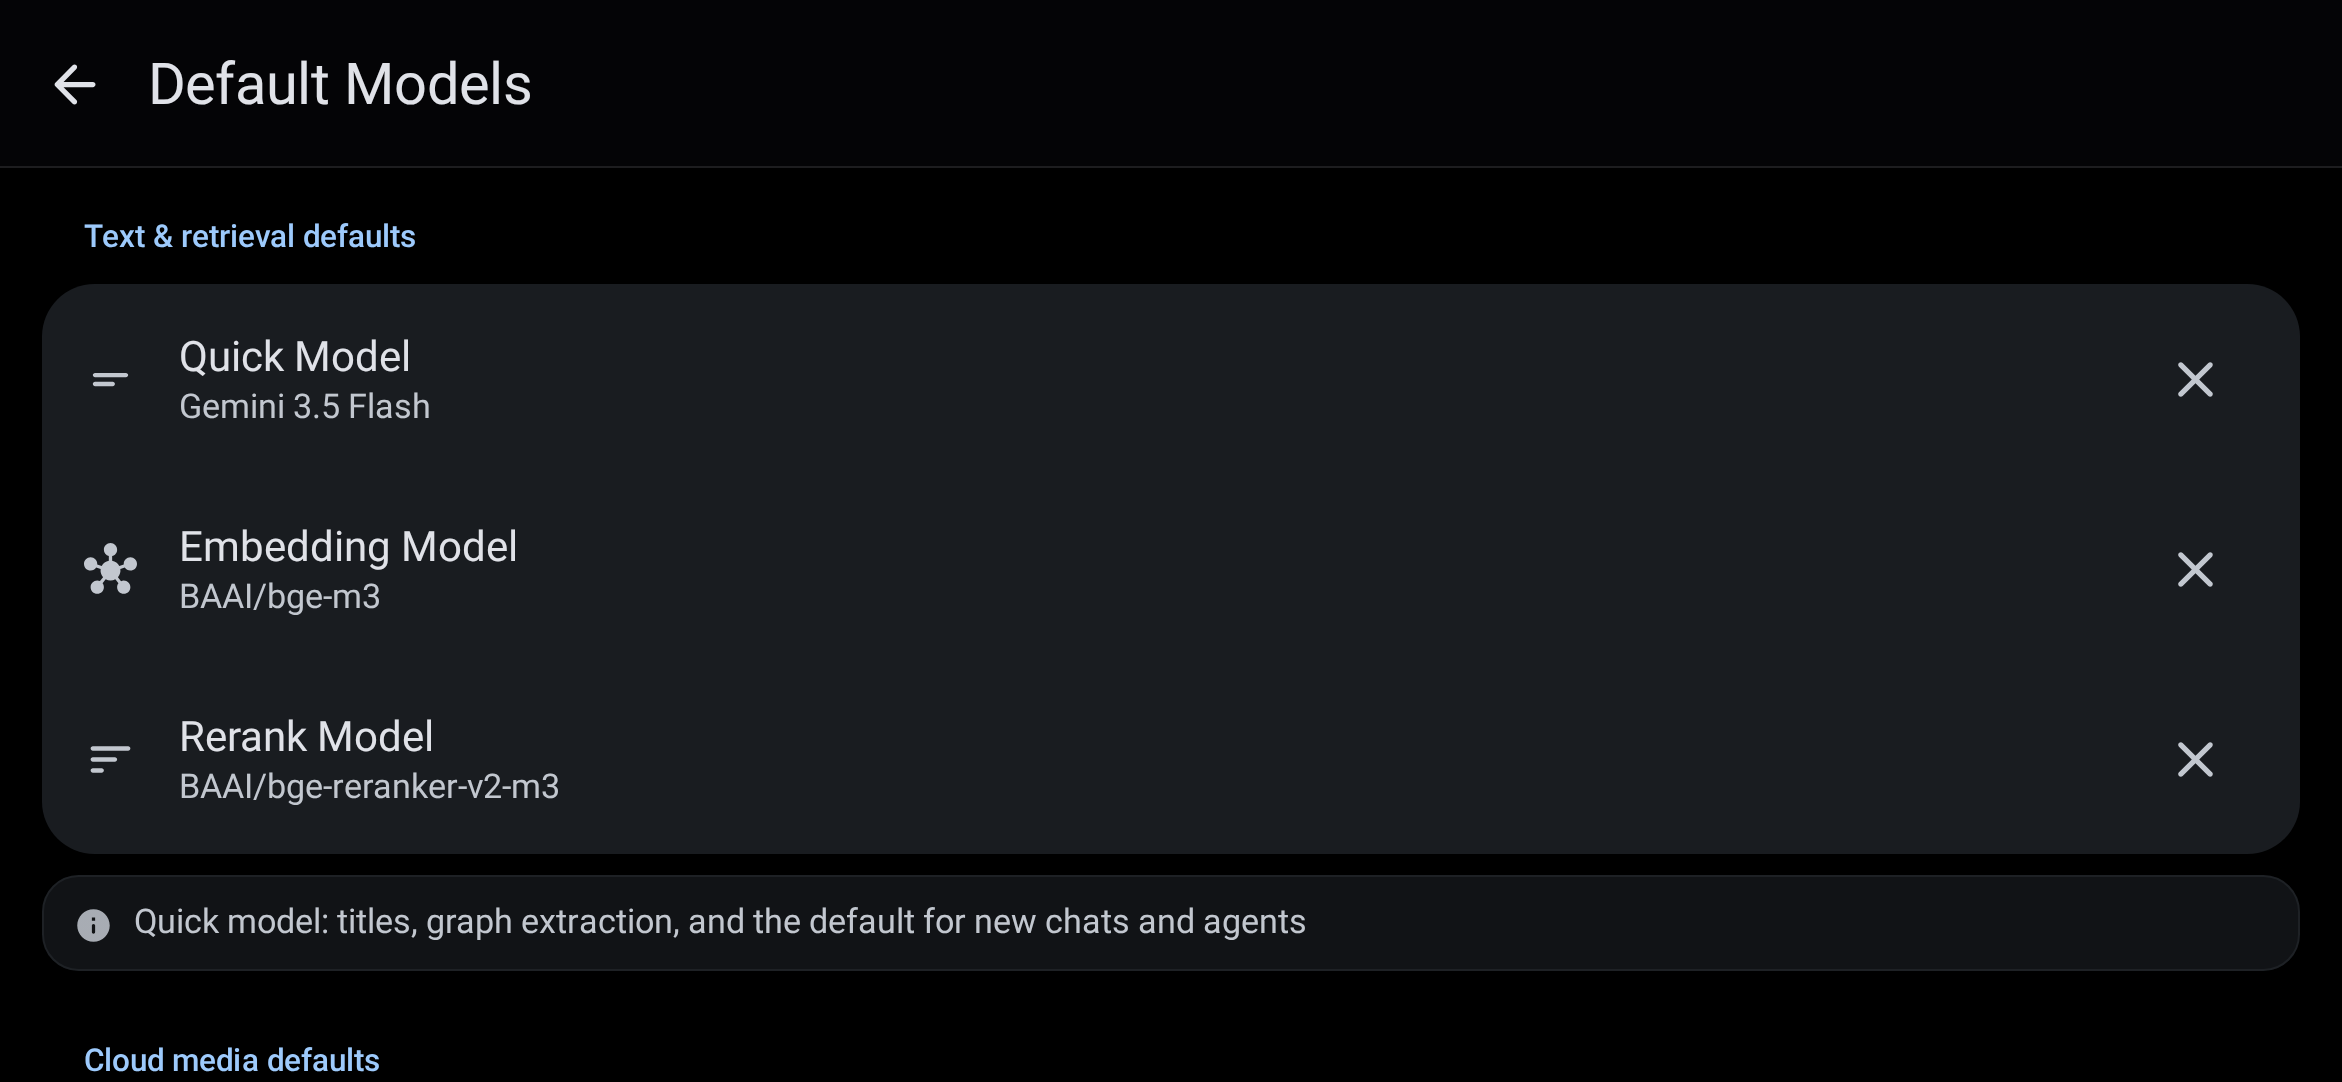 Default Models
Text & retrieval defaults
Quick Model
Gemini 3.5 Flash
Embedding Model
BAAI/bge-m3
Rerank Model
BAAI/bge-reranker-v2-m3
Quick model: titles, graph extraction, and the default for new chats and agents
Cloud media defaults